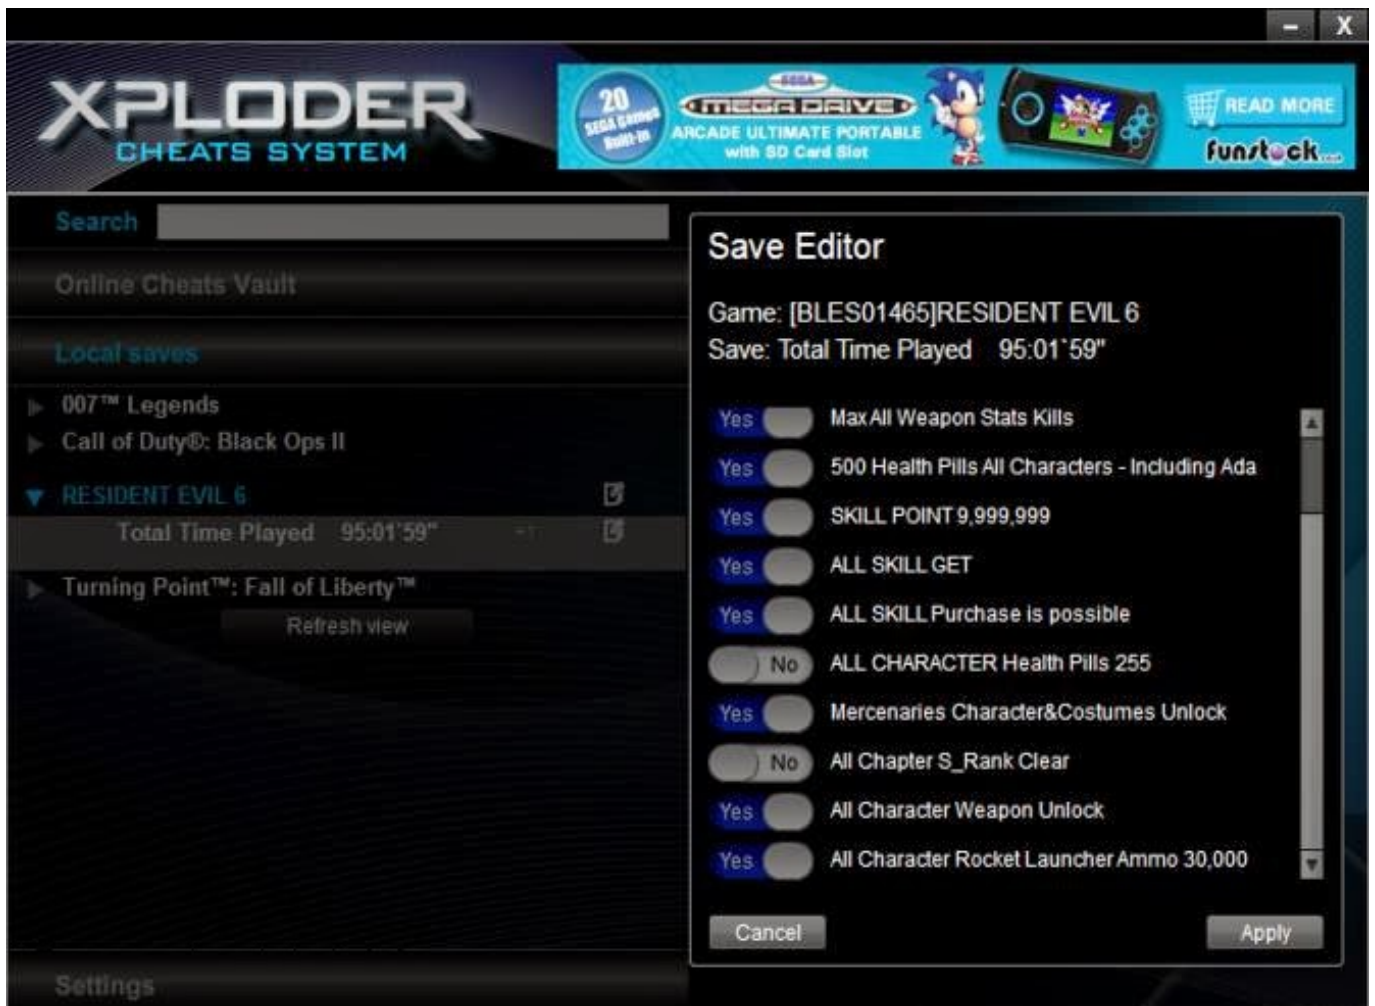 – X
XPLODER
CHEATS SYSTEM
20
SEGA Games
Built-in
SEGA
MEGA DRIVE
ARCADE ULTIMATE PORTABLE
with SD Card Slot
READ MORE
funstock
Search
Online Cheats Vault
Local saves
007™ Legends
Call of Duty®: Black Ops II
RESIDENT EVIL 6
Total Time Played 95:01'59"
Turning Point™: Fall of Liberty™
Refresh view
Settings
Save Editor
Game: [BLES01465]RESIDENT EVIL 6
Save: Total Time Played 95:01`59"
Yes Max All Weapon Stats Kills
Yes 500 Health Pills All Characters - Including Ada
Yes SKILL POINT 9,999,999
Yes ALL SKILL GET
Yes ALL SKILL Purchase is possible
No ALL CHARACTER Health Pills 255
Yes Mercenaries Character&Costumes Unlock
No All Chapter S_Rank Clear
Yes All Character Weapon Unlock
Yes All Character Rocket Launcher Ammo 30,000
Cancel Apply